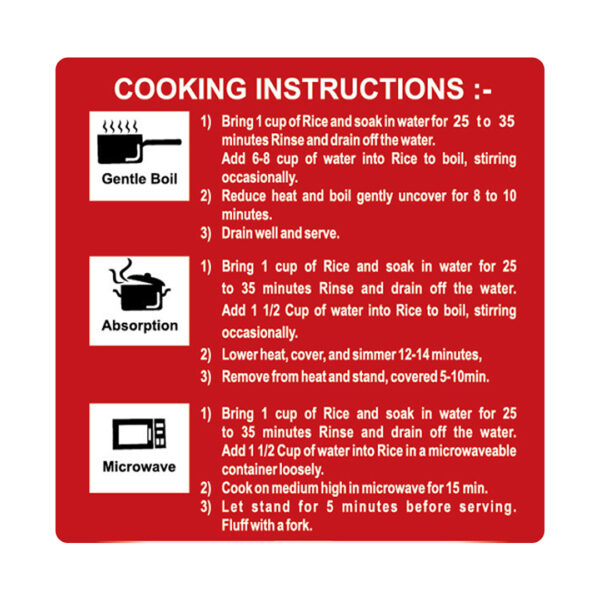 COOKING INSTRUCTIONS :-
Gentle Boil
1) Bring 1 cup of Rice and soak in water for 25 to 35
minutes Rinse and drain off the water.
Add 6-8 cup of water into Rice to boil, stirring
occasionally.
2) Reduce heat and boil gently uncover for 8 to 10
minutes.
3) Drain well and serve.
Absorption
1) Bring 1 cup of Rice and soak in water for 25
to 35 minutes Rinse and drain off the water.
Add 1 1/2 Cup of water into Rice to boil, stirring
occasionally.
2) Lower heat, cover, and simmer 12-14 minutes,
3) Remove from heat and stand, covered 5-10min.
Microwave
1) Bring 1 cup of Rice and soak in water for 25
to 35 minutes Rinse and drain off the water.
Add 1 1/2 Cup of water into Rice in a microwaveable
container loosely.
2) Cook on medium high in microwave for 15 min.
3) Let stand for 5 minutes before serving.
Fluff with a fork.